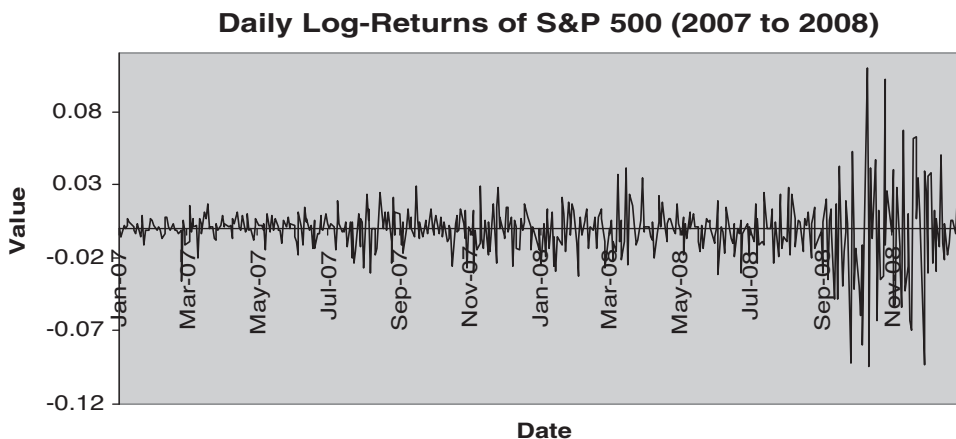 Daily Log-Returns of S&P 500 (2007 to 2008)
0.08
0.03
-0.02
-0.07
-0.12
Value
Jan-07
Mar-07
May-07
Jul-07
Sep-07
Nov-07
Jan-08
Mar-08
May-08
Jul-08
Sep-08
Nov-08
Date